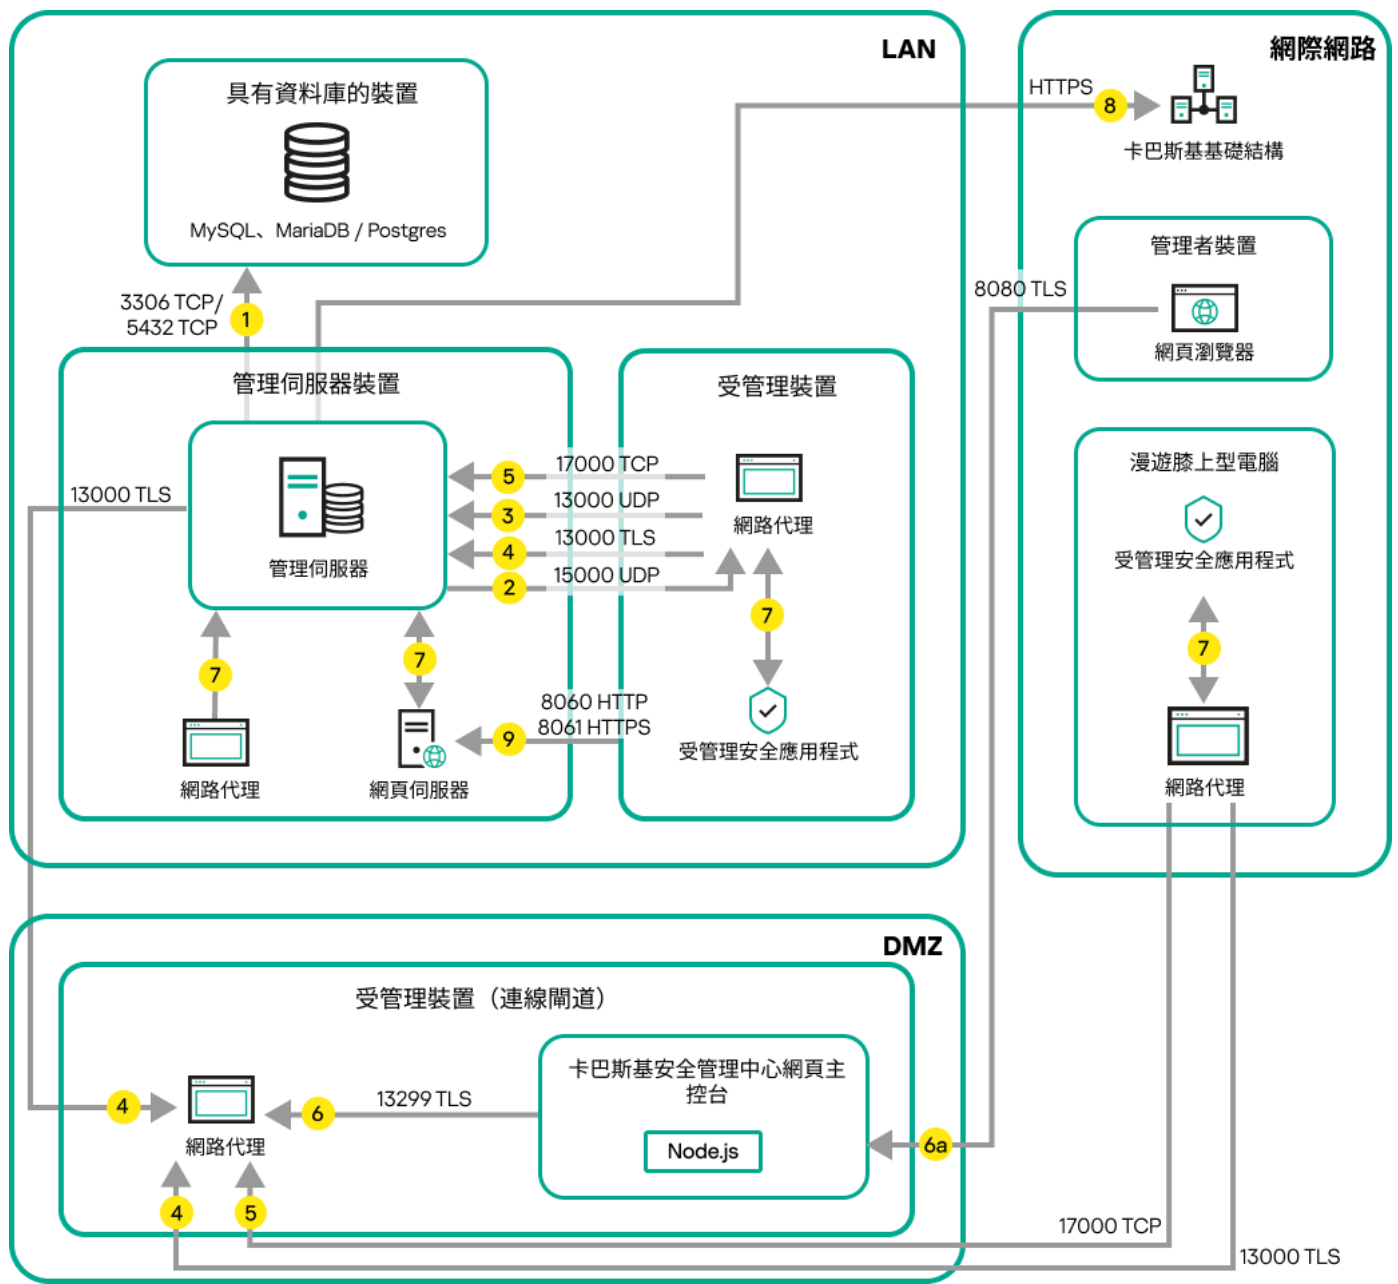 LAN
具有資料庫的裝置
MySQL、MariaDB / Postgres
3306 TCP/
5432 TCP
1
管理伺服器裝置
管理伺服器
13000 TLS
受管理裝置
網路代理
5
17000 TCP
3
13000 UDP
4
13000 TLS
2
15000 UDP
7
7
7
網路代理
網頁伺服器
9
8060 HTTP
8061 HTTPS
受管理安全應用程式
網際網路
HTTPS
8
卡巴斯基基礎結構
管理者裝置
8080 TLS
網頁瀏覽器
漫遊膝上型電腦
受管理安全應用程式
7
網路代理
DMZ
受管理裝置（連線閘道）
卡巴斯基安全管理中心網頁主
控台
Node.js
13299 TLS
6
6a
4
網路代理
4
5
17000 TCP
13000 TLS